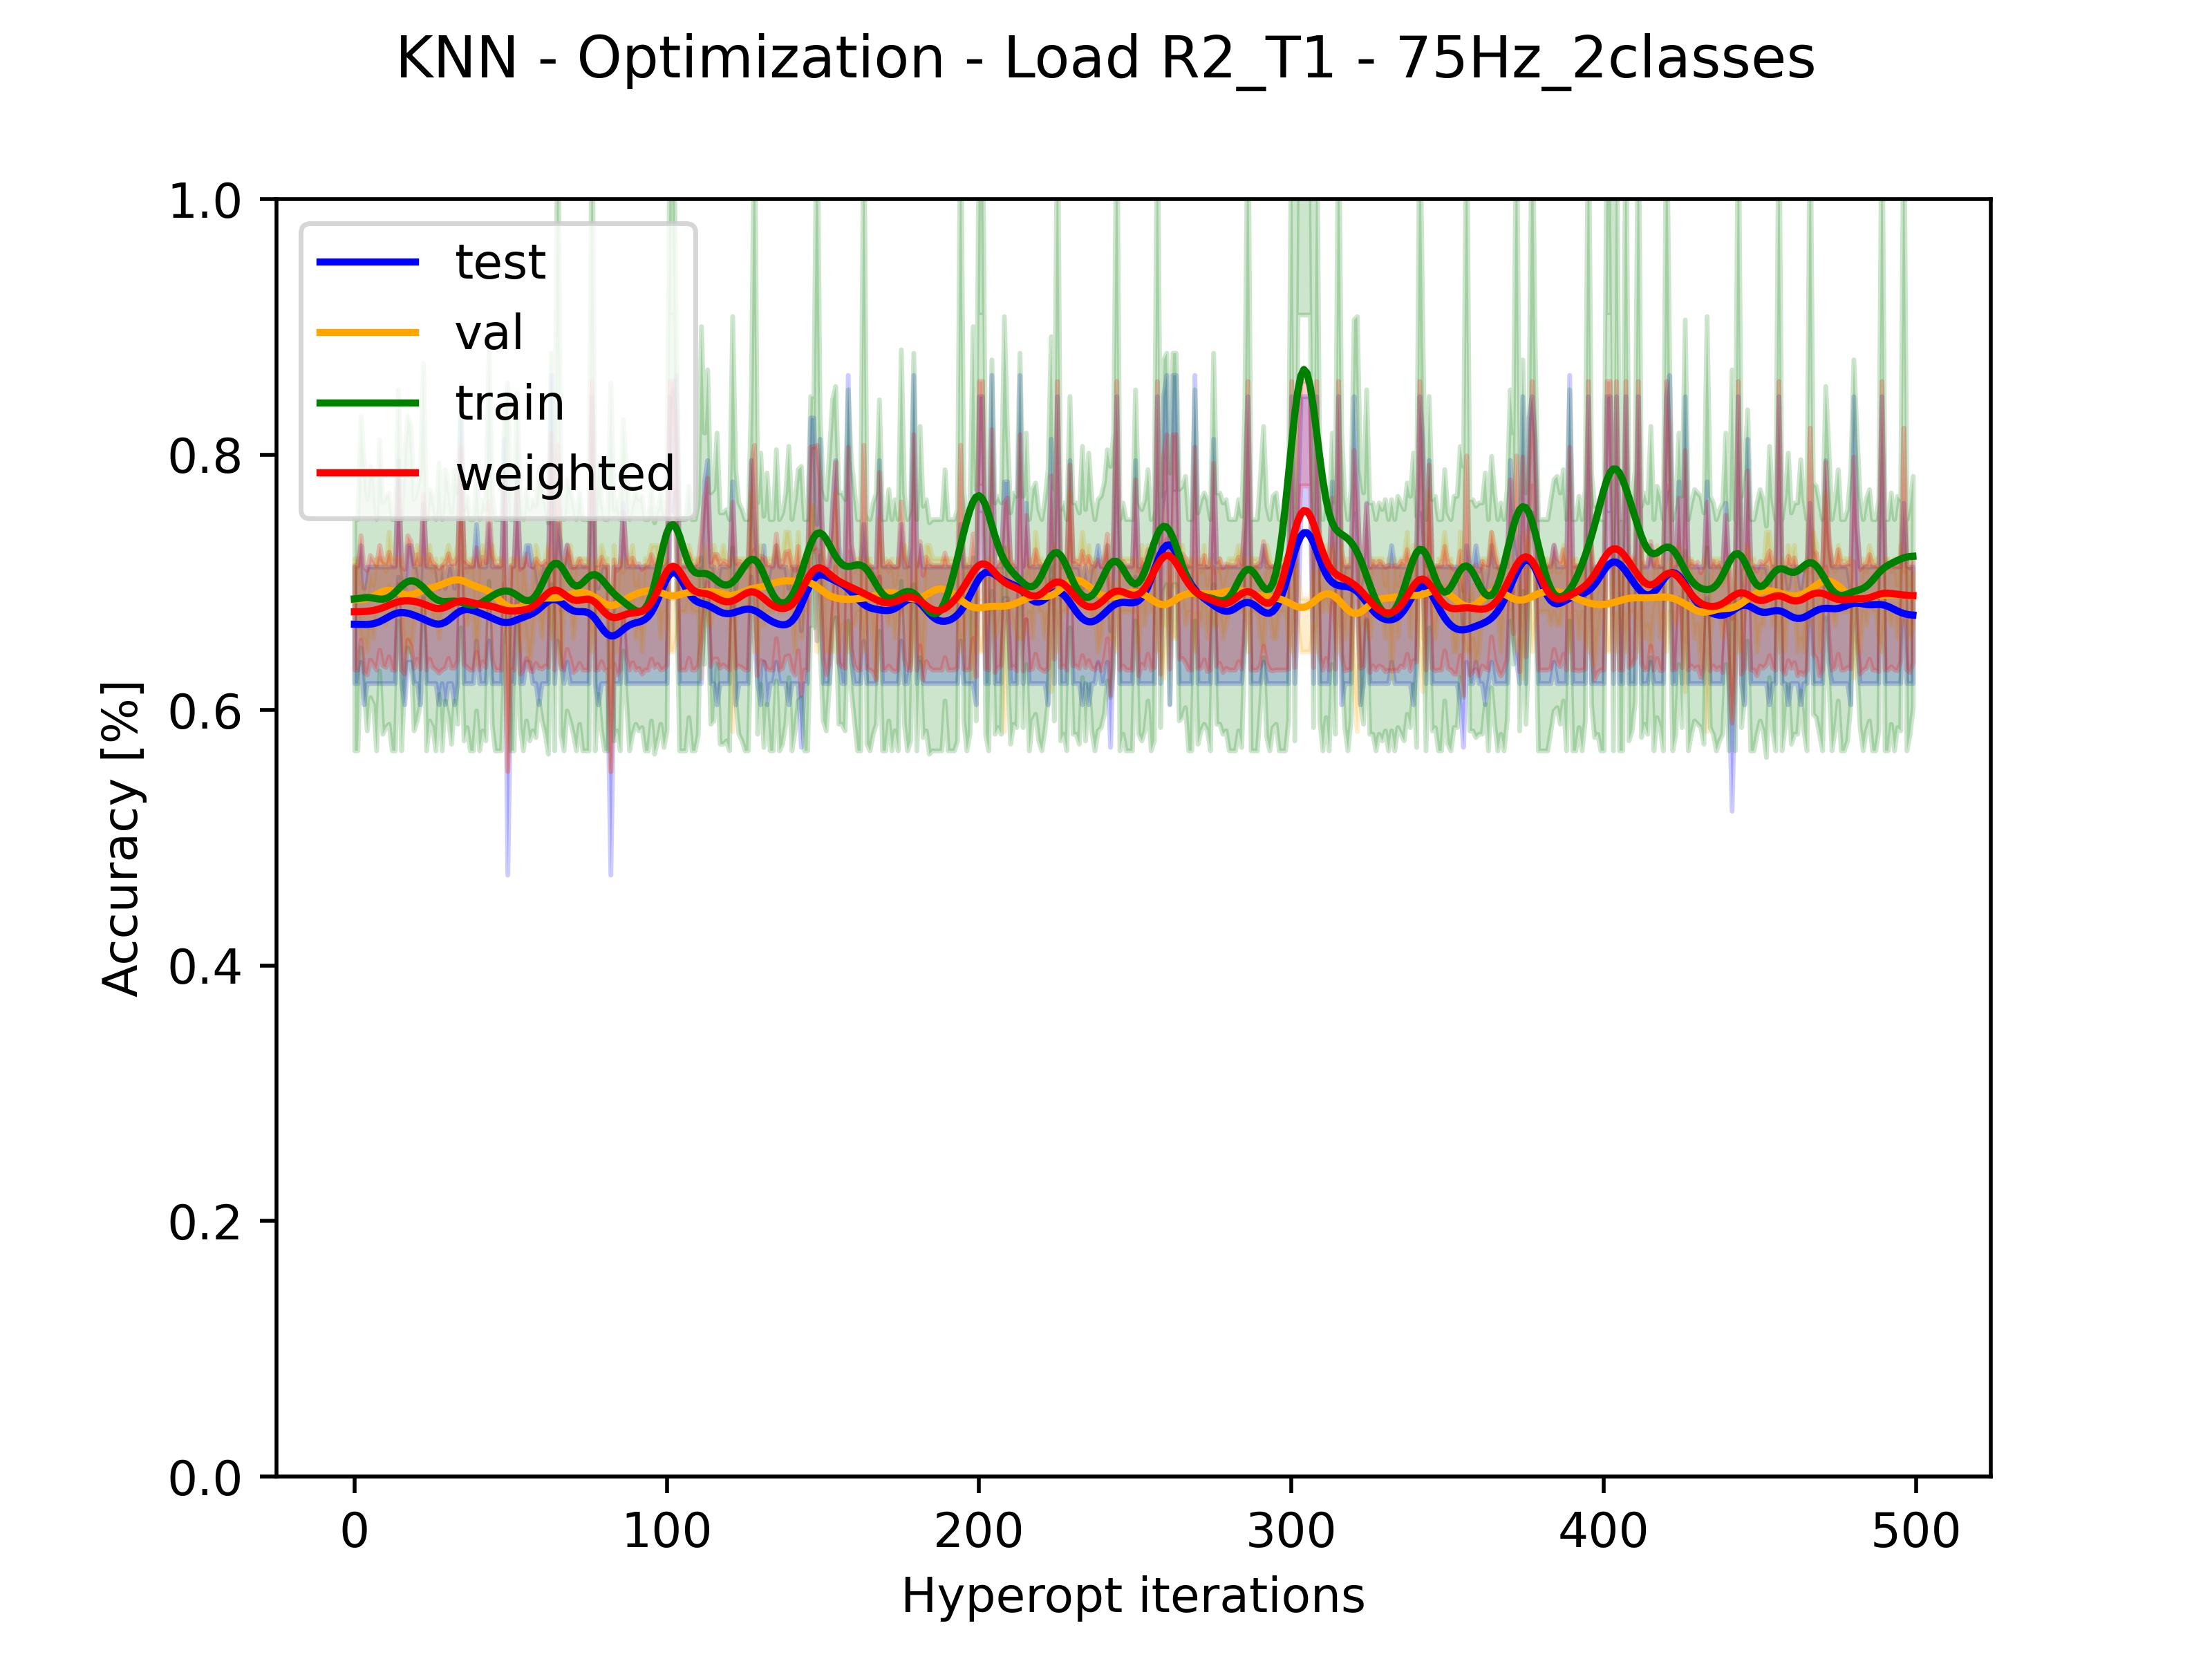 KNN - Optimization - Load R2_T1 - 75Hz_2classes
test
val
train
weighted
Accuracy [%]
1.0
0.8
0.6
0.4
0.2
0.0
0 100 200 300 400 500
Hyperopt iterations